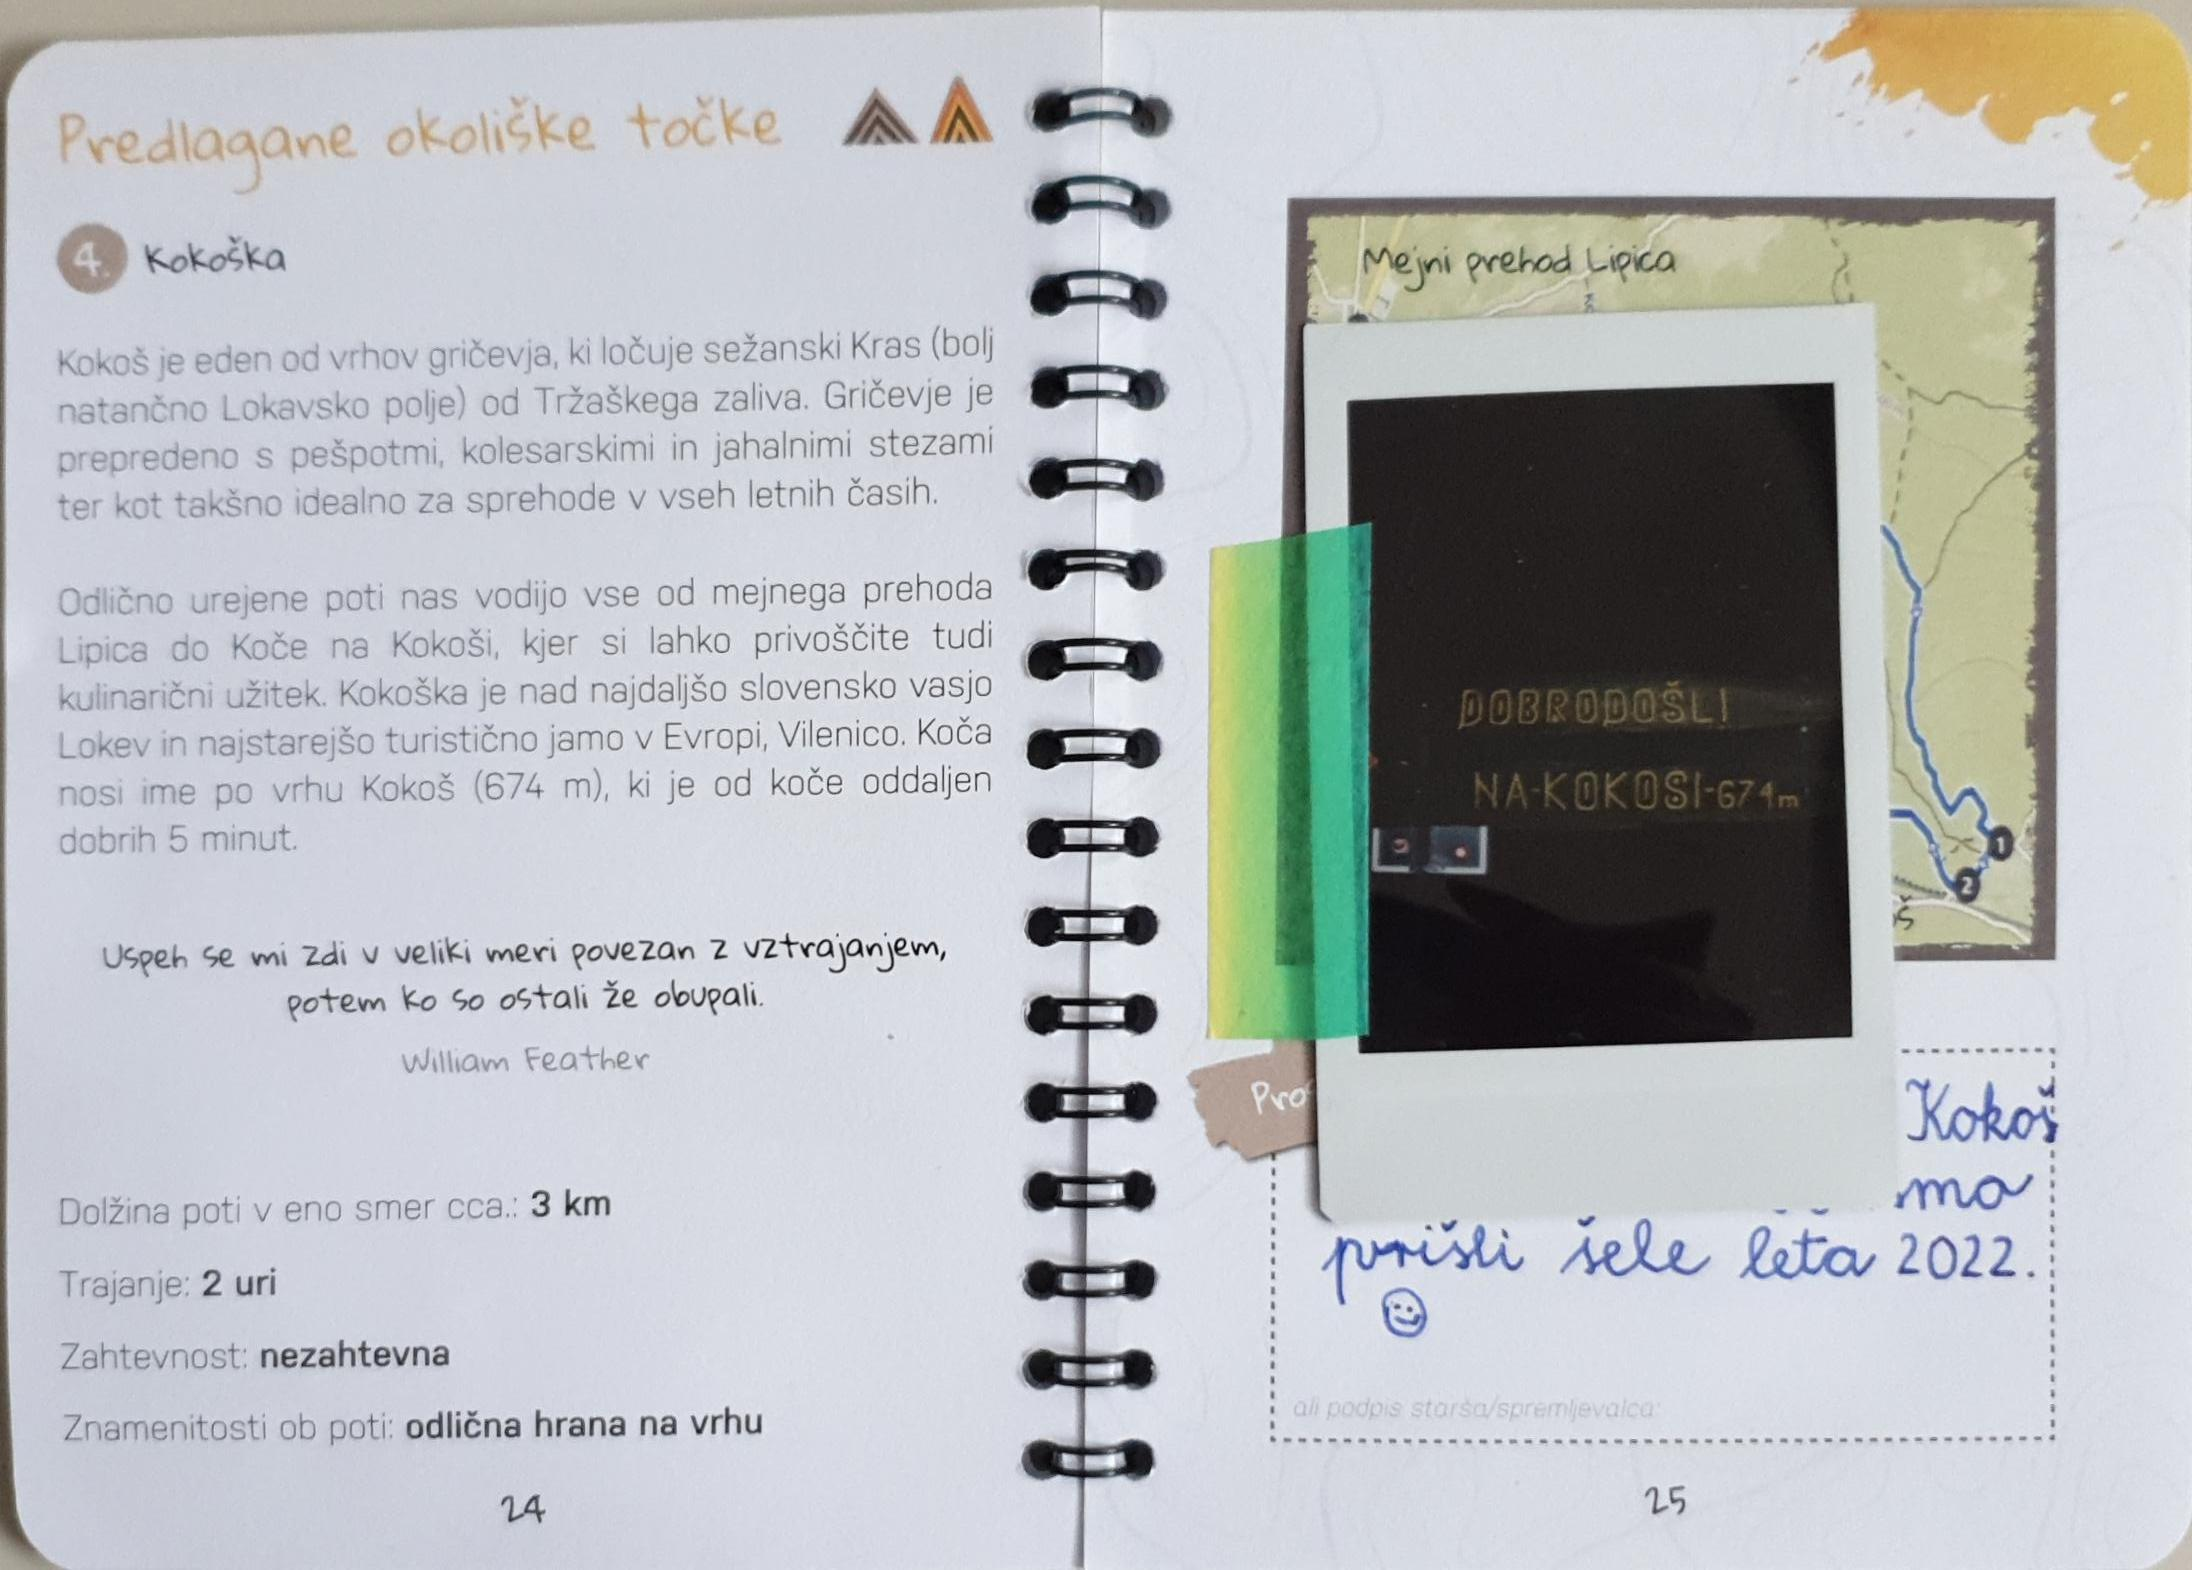 Predlagane okoliške točke
4. Kokoška
Kokoš je eden od vrhov gričevja, ki ločuje sežanski Kras (bolj
natančno Lokavsko polje) od Tržaškega zaliva. Gričevje je
prepredeno s pešpotmi, kolesarskimi in jahalnimi stezami
ter kot takšno idealno za sprehode v vseh letnih časih.
Odlično urejene poti nas vodijo vse od mejnega prehoda
Lipica do Koče na Kokoši, kjer si lahko privoščite tudi
kulinarični užitek. Kokoška je nad najdaljšo slovensko vasjo
Lokev in najstarejšo turistično jamo v Evropi, Vilenico. Koča
nosi ime po vrhu Kokoš (674 m), ki je od koče oddaljen
dobrih 5 minut.
Uspeh se mi zdi v veliki meri povezan z vztrajanjem,
potem ko so ostali že obupali.
William Feather
Dolžina poti v eno smer cca.: 3 km
Trajanje: 2 uri
Zahtevnost: nezahtevna
Znamenitosti ob poti: odlična hrana na vrhu
24
Mejni prehod Lipica
DOBRODOŠLI
NA-KOKOSI-674m
1
2
Kokoš
smo
prišli šele leta 2022.
ali podpis starša/spremljevalca:
25